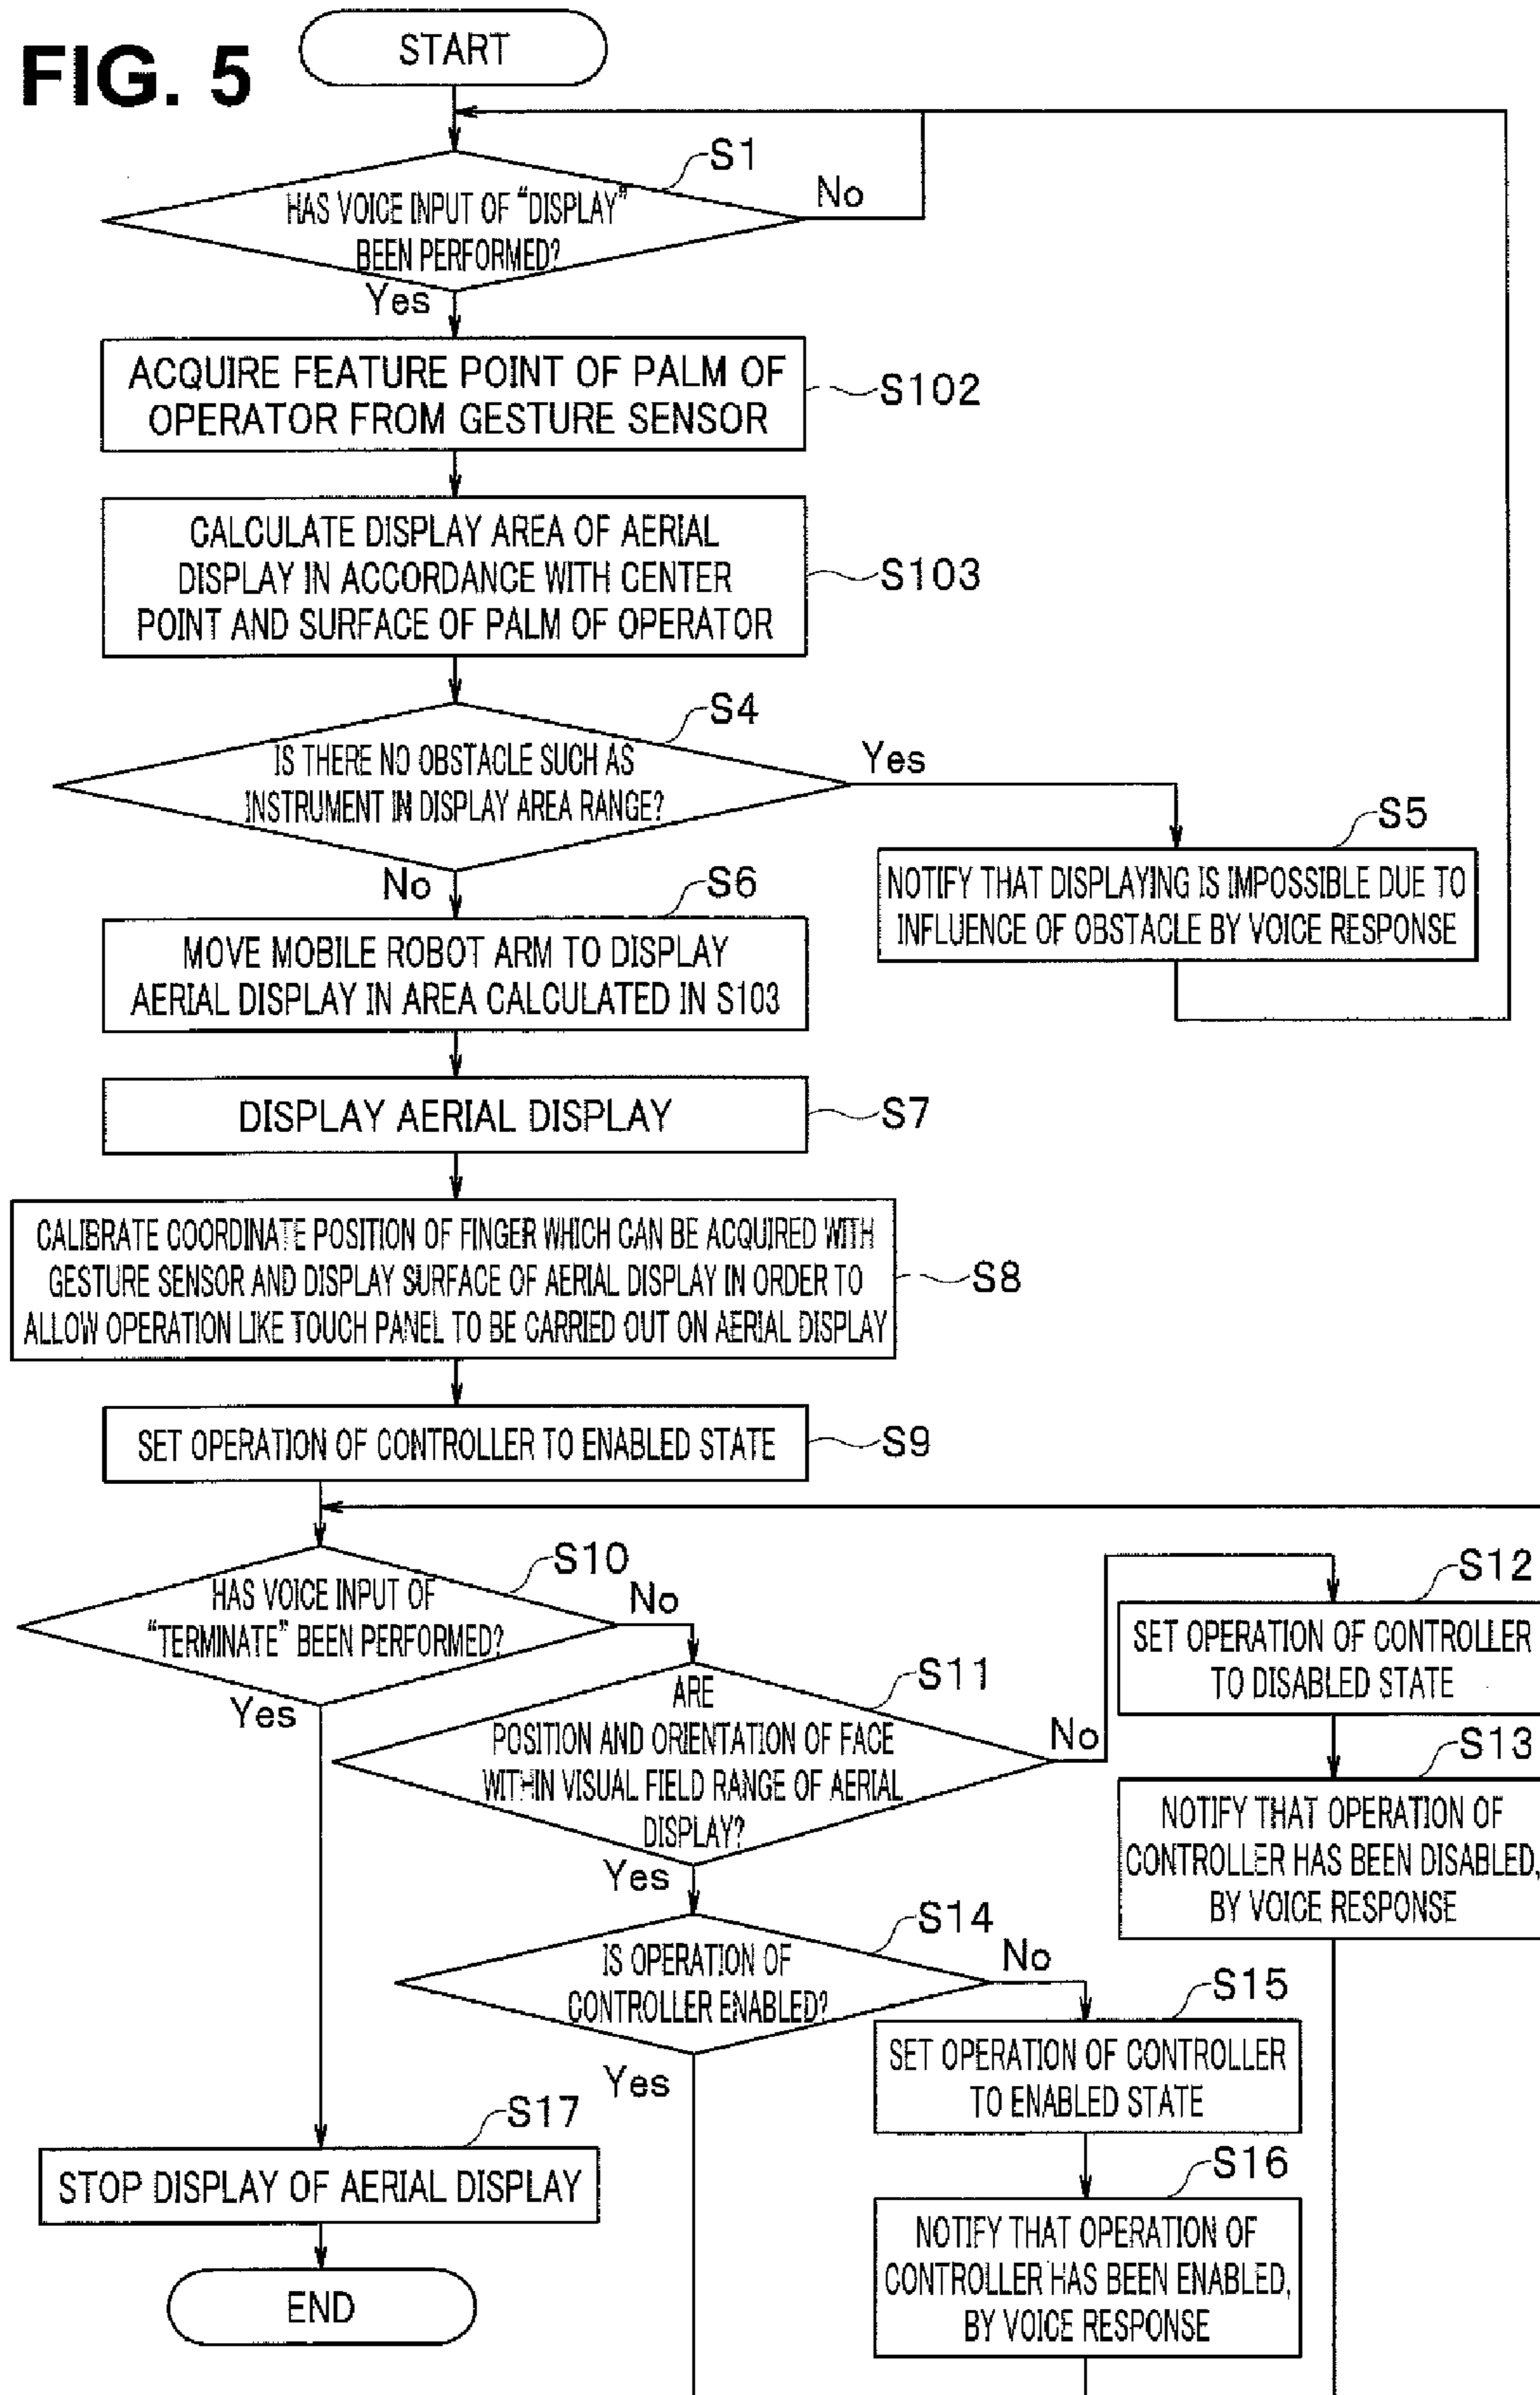 FIG. 5
START
S1
HAS VOICE INPUT OF “DISPLAY”
BEEN PERFORMED?
No
Yes
ACQUIRE FEATURE POINT OF PALM OF
OPERATOR FROM GESTURE SENSOR
S102
CALCULATE DISPLAY AREA OF AERIAL
DISPLAY IN ACCORDANCE WITH CENTER
POINT AND SURFACE OF PALM OF OPERATOR
S103
S4
IS THERE NO OBSTACLE SUCH AS
INSTRUMENT IN DISPLAY AREA RANGE?
Yes
No
S5
NOTIFY THAT DISPLAYING IS IMPOSSIBLE DUE TO
INFLUENCE OF OBSTACLE BY VOICE RESPONSE
S6
MOVE MOBILE ROBOT ARM TO DISPLAY
AERIAL DISPLAY IN AREA CALCULATED IN S103
DISPLAY AERIAL DISPLAY
S7
CALIBRATE COORDINATE POSITION OF FINGER WHICH CAN BE ACQUIRED WITH
GESTURE SENSOR AND DISPLAY SURFACE OF AERIAL DISPLAY IN ORDER TO
ALLOW OPERATION LIKE TOUCH PANEL TO BE CARRIED OUT ON AERIAL DISPLAY
S8
SET OPERATION OF CONTROLLER TO ENABLED STATE
S9
S10
HAS VOICE INPUT OF
“TERMINATE” BEEN PERFORMED?
No
Yes
S11
ARE
POSITION AND ORIENTATION OF FACE
WITHIN VISUAL FIELD RANGE OF AERIAL
DISPLAY?
No
Yes
S12
SET OPERATION OF CONTROLLER
TO DISABLED STATE
S13
NOTIFY THAT OPERATION OF
CONTROLLER HAS BEEN DISABLED,
BY VOICE RESPONSE
S14
IS OPERATION OF
CONTROLLER ENABLED?
No
Yes
S15
SET OPERATION OF CONTROLLER
TO ENABLED STATE
S16
NOTIFY THAT OPERATION OF
CONTROLLER HAS BEEN ENABLED,
BY VOICE RESPONSE
S17
STOP DISPLAY OF AERIAL DISPLAY
END